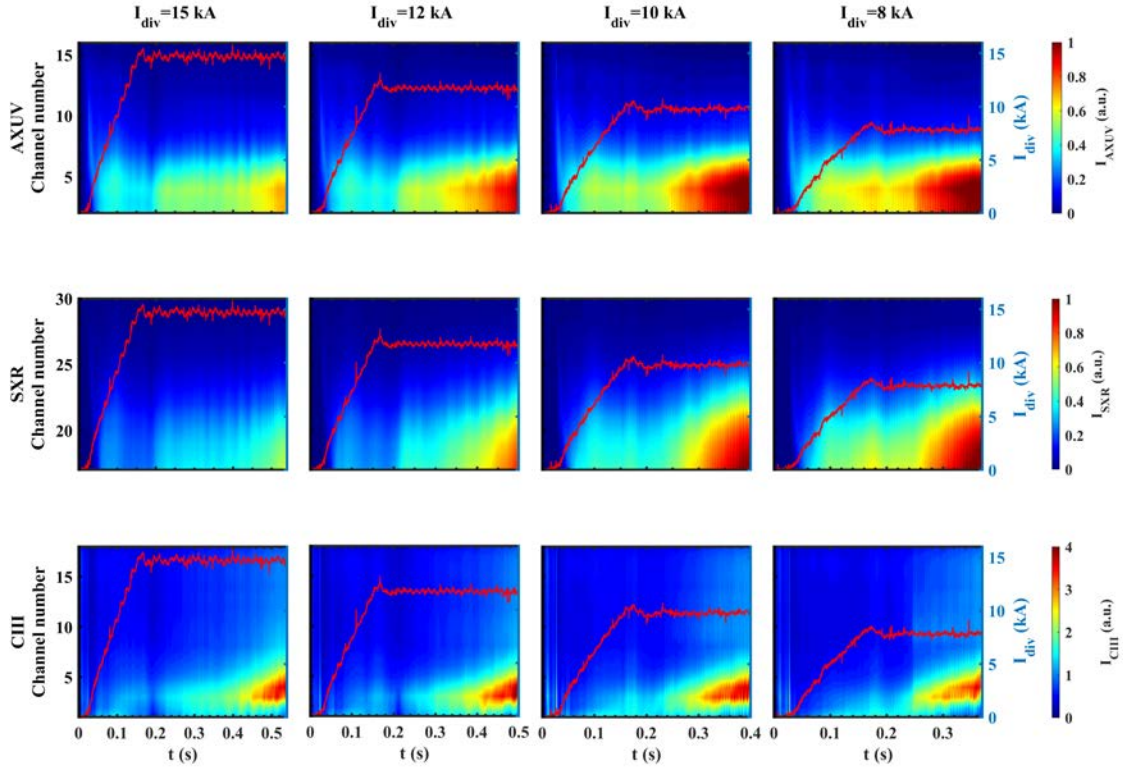 I_div=15 kA I_div=12 kA I_div=10 kA I_div=8 kA
AXUV
Channel number
15
10
5
15
10
5
0
I_div (kA)
1
0.8
0.6
0.4
0.2
0
I_AXUV (a.u.)
SXR
Channel number
30
25
20
15
10
5
0
I_div (kA)
1
0.8
0.6
0.4
0.2
0
I_SXR (a.u.)
CIII
Channel number
15
10
5
15
10
5
0
I_div (kA)
4
3
2
1
0
I_CIII (a.u.)
0 0.1 0.2 0.3 0.4 0.5 0 0.1 0.2 0.3 0.4 0.5 0 0.1 0.2 0.3 0.4 0 0.1 0.2 0.3
t (s) t (s) t (s) t (s)